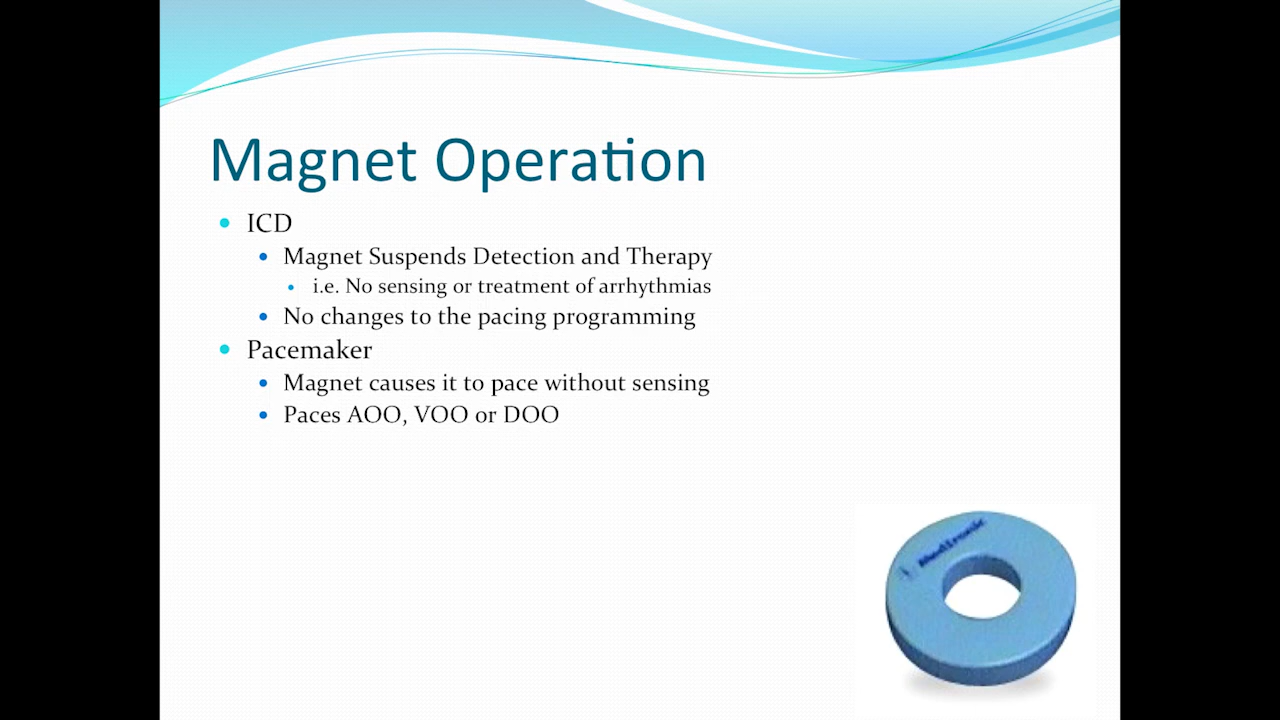 Magnet Operation
ICD
Magnet Suspends Detection and Therapy
i.e. No sensing or treatment of arrhythmias
No changes to the pacing programming
Pacemaker
Magnet causes it to pace without sensing
Paces AOO, VOO or DOO
Medtronic